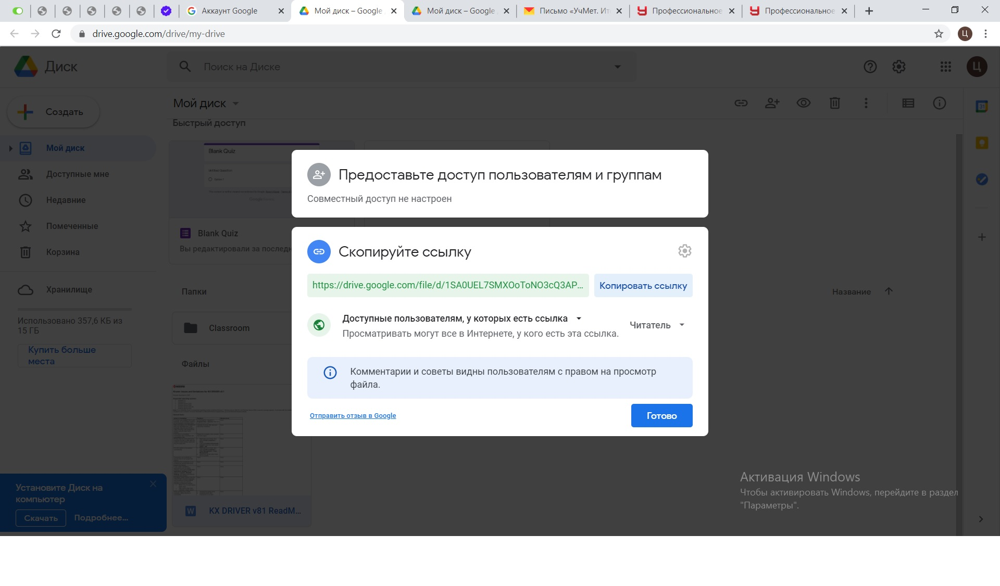 Аккаунт Google
Мой диск – Google
Мой диск – Google
Письмо «УчМет. Ит
Профессиональное
Профессиональное
drive.google.com/drive/my-drive
Ц
Диск
Поиск на Диске
Ц
Создать
Мой диск
Быстрый доступ
31
Мой диск
Доступные мне
Недавние
Помеченные
Корзина
Хранилище
Использовано 357,6 КБ из
15 ГБ
Купить больше
места
Blank Quiz
Untitled Question
Blank Quiz
Вы редактировали за последн
Папки
Название
Classroom
Файлы
W KX DRIVER v81 ReadM...
Предоставьте доступ пользователям и группам
Совместный доступ не настроен
Скопируйте ссылку
https://drive.google.com/file/d/1SA0UEL7SMXOoToNO3cQ3AP...
Копировать ссылку
Доступные пользователям, у которых есть ссылка
Просматривать могут все в Интернете, у кого есть эта ссылка.
Читатель
Комментарии и советы видны пользователям с правом на просмотр
файла.
Отправить отзыв в Google
Готово
Установите Диск на
компьютер
Скачать
Подробнее...
Активация Windows
Чтобы активировать Windows, перейдите в раздел
"Параметры".